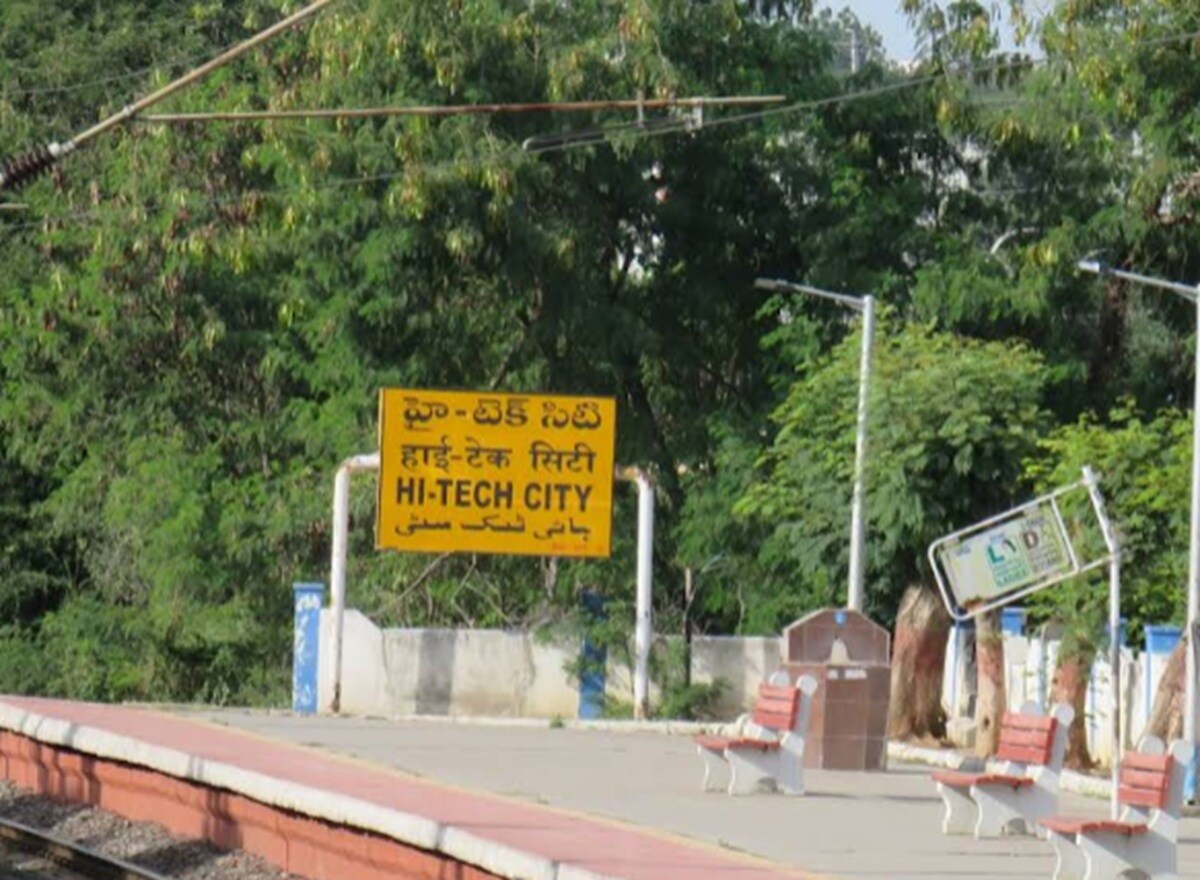 హై-టెక్ సిటి
हाई-टेक सिटी
HI-TECH CITY
ہائی ٹیک سٹی